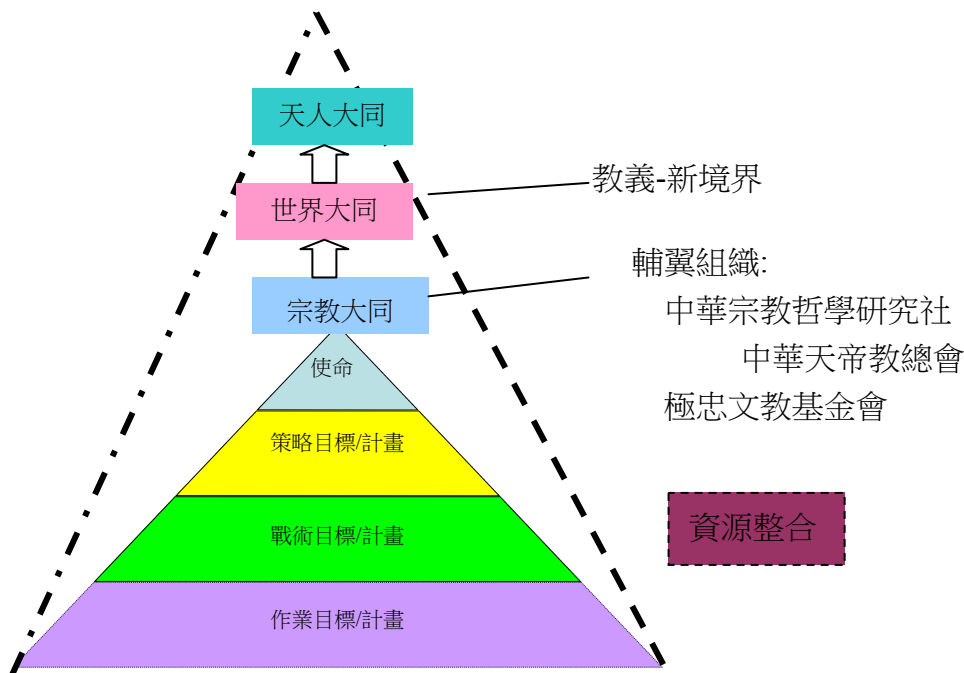 天人大同
世界大同
教義-新境界
宗教大同
輔翼組織:
中華宗教哲學研究社
中華天帝教總會
極忠文教基金會
使命
策略目標/計畫
戰術目標/計畫
作業目標/計畫
資源整合